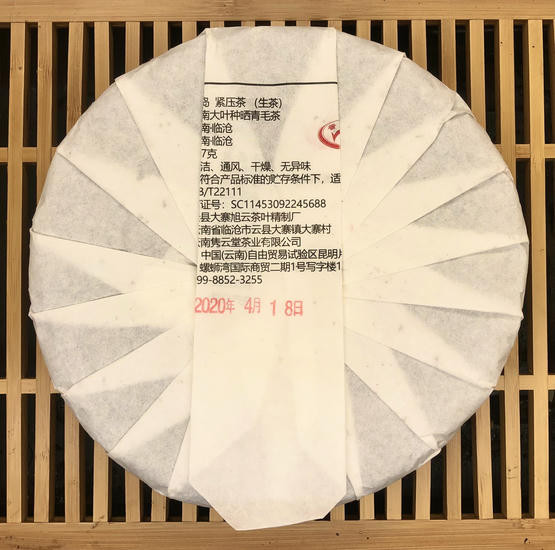 品 紧压茶 (生茶)
南大叶种晒青毛茶
南·临沧
南·临沧
7克
洁、通风、干燥、无异味
符合产品标准的贮存条件下，适
B/T22111
证号：SC11453092245688
县大寨旭云茶叶精制厂
云南省临沧市云县大寨镇大寨村
云南隽云堂茶业有限公司
中国(云南)自由贸易试验区昆明片
螺蛳湾国际商贸二期1号写字楼1
99-8852-3255
2020年 4月 18日